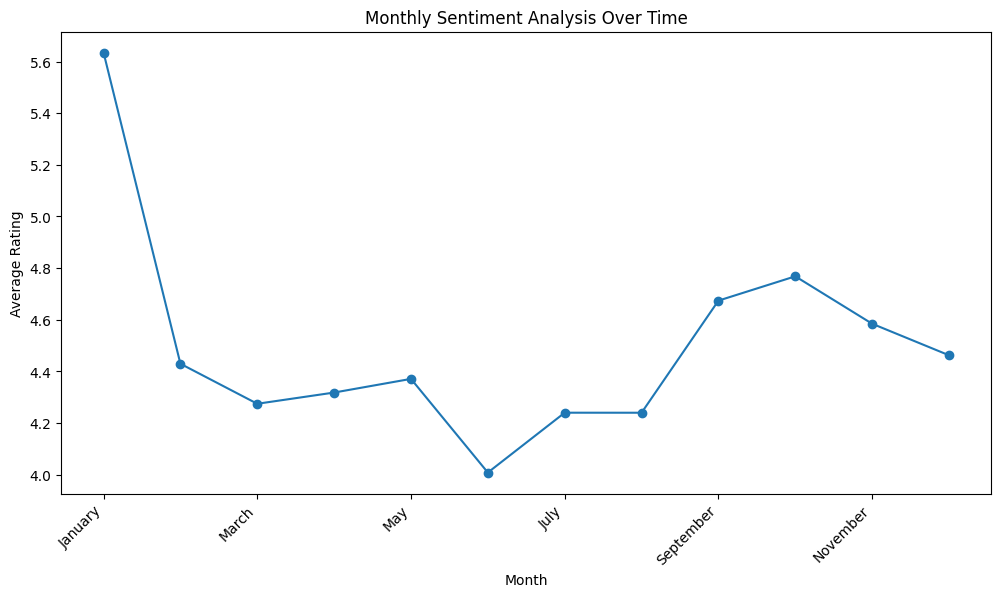 Monthly Sentiment Analysis Over Time
Average Rating
5.6
5.4
5.2
5.0
4.8
4.6
4.4
4.2
4.0
January
March
May
July
September
November
Month